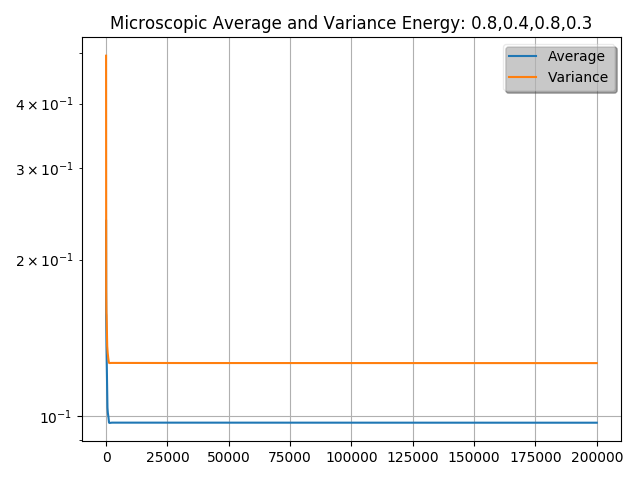 Microscopic Average and Variance Energy: 0.8,0.4,0.8,0.3
Average
Variance
4 × 10⁻¹
3 × 10⁻¹
2 × 10⁻¹
10⁻¹
0 25000 50000 75000 100000 125000 150000 175000 200000